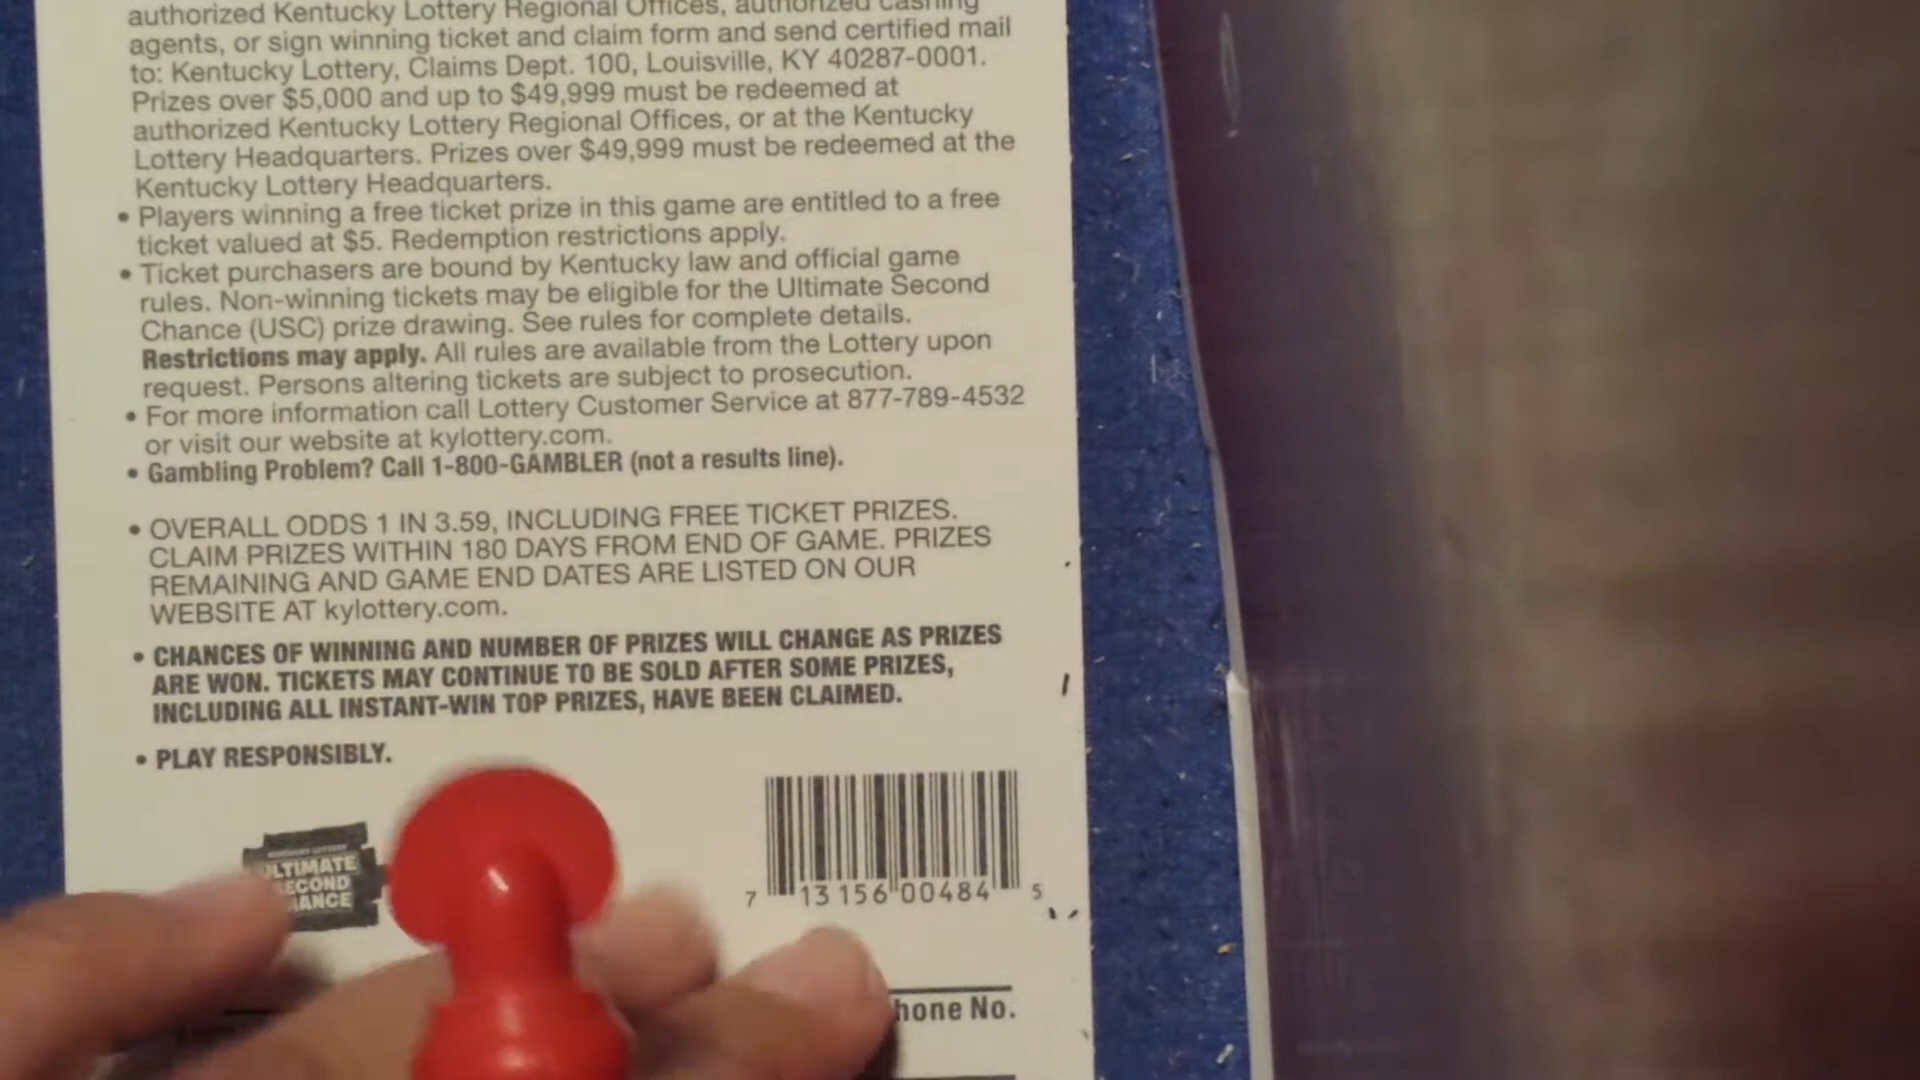 authorized Kentucky Lottery Regional Offices, authorized cashing
agents, or sign winning ticket and claim form and send certified mail
to: Kentucky Lottery, Claims Dept. 100, Louisville, KY 40287-0001.
Prizes over $5,000 and up to $49,999 must be redeemed at
authorized Kentucky Lottery Regional Offices, or at the Kentucky
Lottery Headquarters. Prizes over $49,999 must be redeemed at the
Kentucky Lottery Headquarters.
• Players winning a free ticket prize in this game are entitled to a free
ticket valued at $5. Redemption restrictions apply.
• Ticket purchasers are bound by Kentucky law and official game
rules. Non-winning tickets may be eligible for the Ultimate Second
Chance (USC) prize drawing. See rules for complete details.
Restrictions may apply. All rules are available from the Lottery upon
request. Persons altering tickets are subject to prosecution.
• For more information call Lottery Customer Service at 877-789-4532
or visit our website at kylottery.com.
• Gambling Problem? Call 1-800-GAMBLER (not a results line).
• OVERALL ODDS 1 IN 3.59, INCLUDING FREE TICKET PRIZES.
CLAIM PRIZES WITHIN 180 DAYS FROM END OF GAME. PRIZES
REMAINING AND GAME END DATES ARE LISTED ON OUR
WEBSITE AT kylottery.com.
• CHANCES OF WINNING AND NUMBER OF PRIZES WILL CHANGE AS PRIZES
ARE WON. TICKETS MAY CONTINUE TO BE SOLD AFTER SOME PRIZES,
INCLUDING ALL INSTANT-WIN TOP PRIZES, HAVE BEEN CLAIMED.
• PLAY RESPONSIBLY.
KENTUCKY LOTTERY
ULTIMATE
ECOND
ANCE
7 13156 00484 5
hone No.